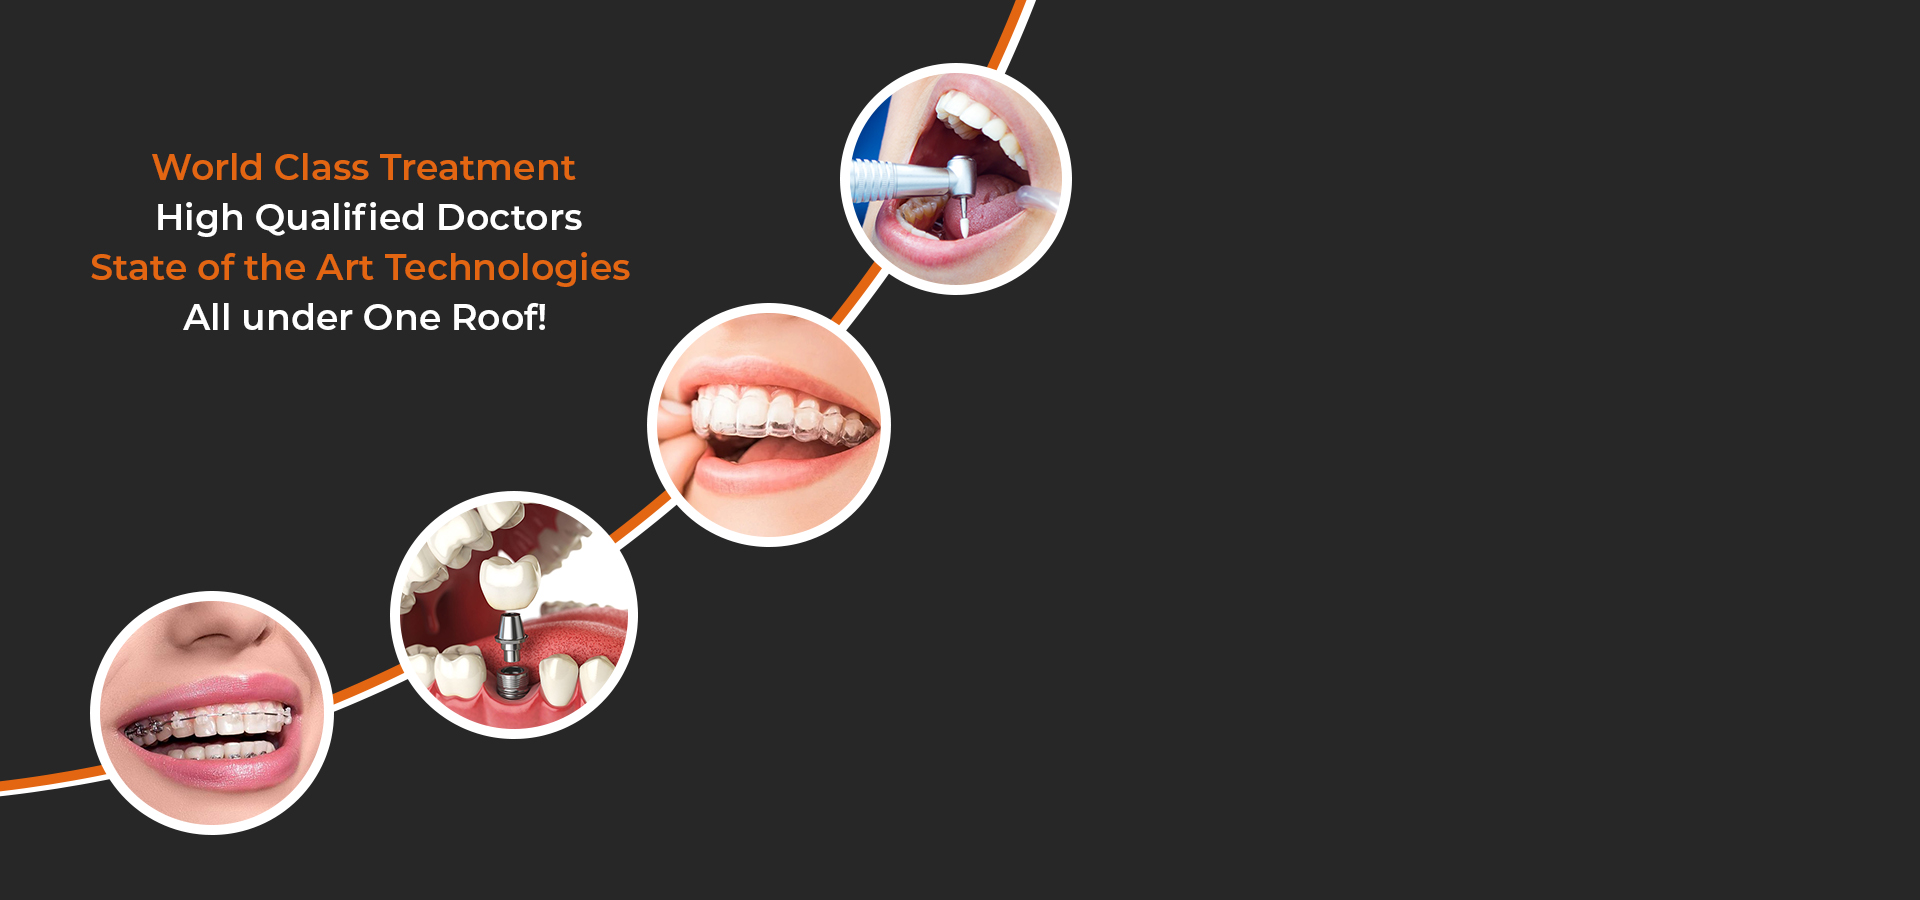 World Class Treatment
High Qualified Doctors
State of the Art Technologies
All under One Roof!